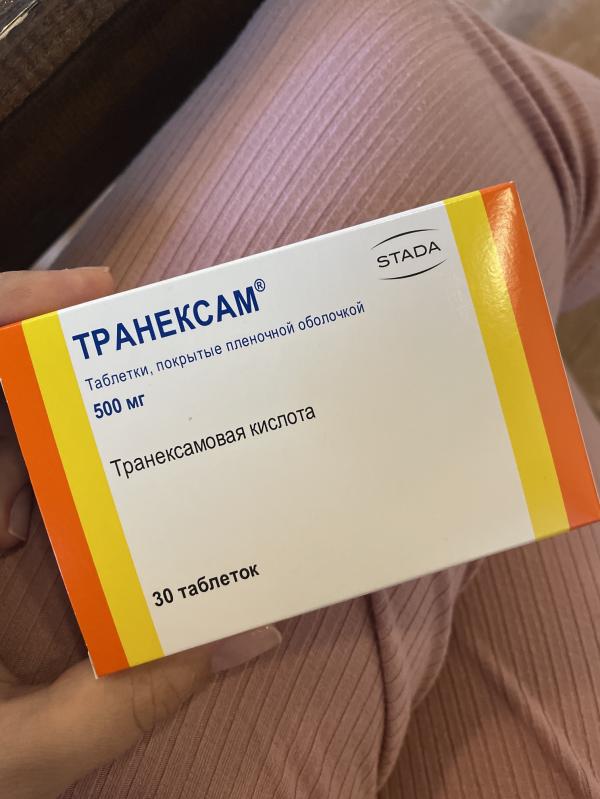 STADA
ТРАНЕКСАМ®
Таблетки, покрытые пленочной оболочкой
500 мг
Транексамовая кислота
30 таблеток